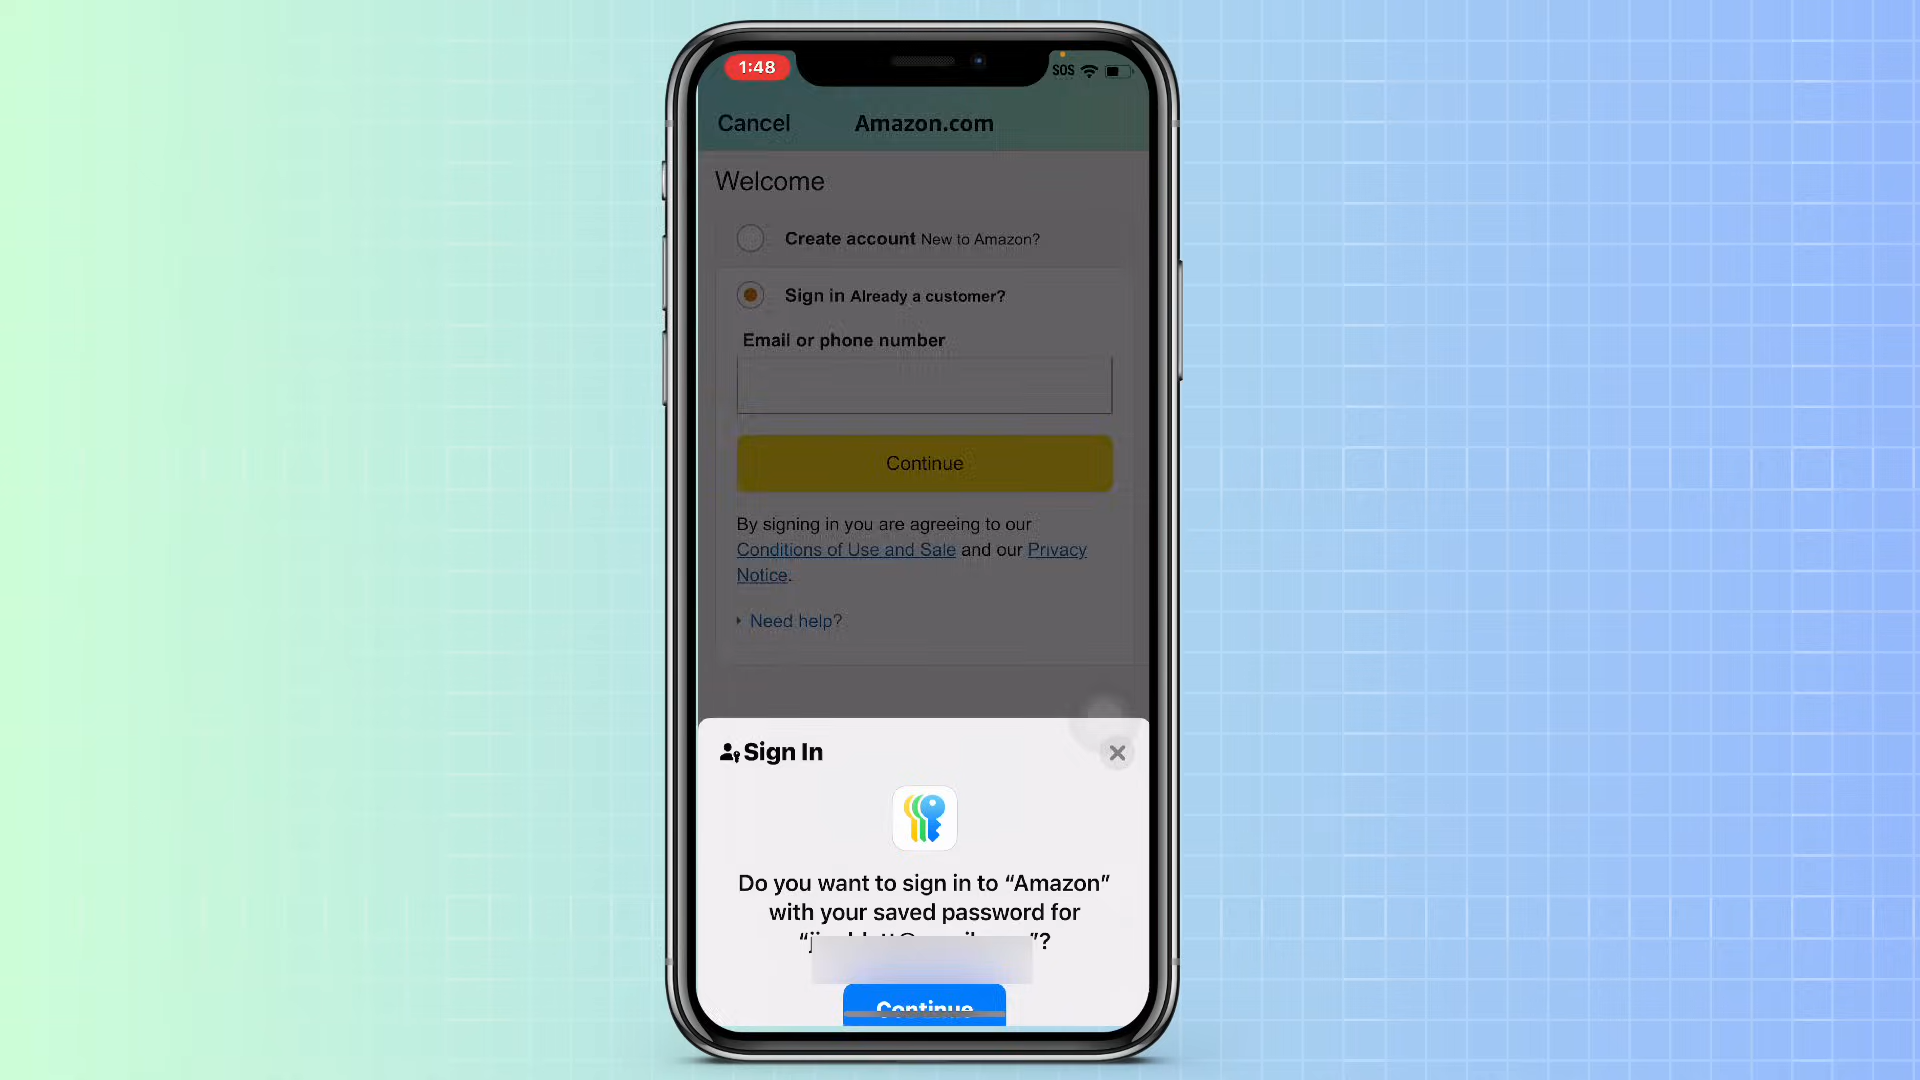 1:48
SOS
Cancel
Amazon.com
Welcome
Create account New to Amazon?
Sign in Already a customer?
Email or phone number
Continue
By signing in you are agreeing to our
Conditions of Use and Sale and our Privacy
Notice.
Need help?
Sign In
Do you want to sign in to “Amazon”
with your saved password for
”?
Continue